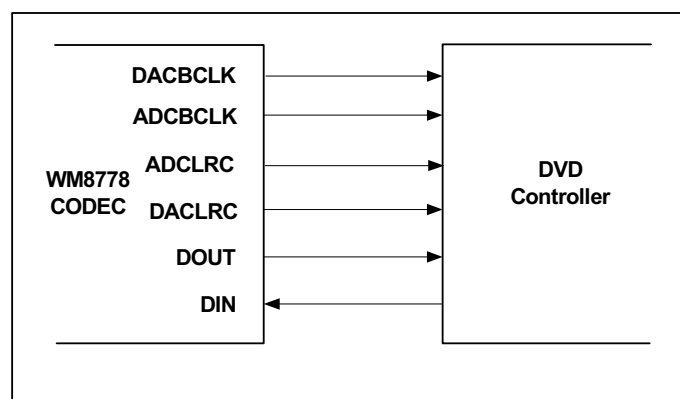 DACBCLK
ADCBCLK
ADCLRC
WM8778
CODEC
DACLRC
DOUT
DIN
DVD
Controller